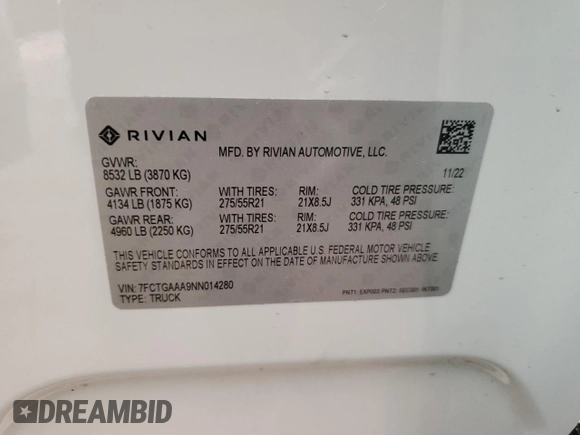 RIVIAN
MFD. BY RIVIAN AUTOMOTIVE, LLC.
GVWR:
8532 LB (3870 KG)
11/22
GAWR FRONT: WITH TIRES: RIM: COLD TIRE PRESSURE:
4134 LB (1875 KG) 275/55R21 21X8.5J 331 KPA, 48 PSI
GAWR REAR: WITH TIRES: RIM: COLD TIRE PRESSURE:
4960 LB (2250 KG) 275/55R21 21X8.5J 331 KPA, 48 PSI
THIS VEHICLE CONFORMS TO ALL APPLICABLE U.S. FEDERAL MOTOR VEHICLE
SAFETY STANDARDS IN EFFECT ON THE DATE OF MANUFACTURE SHOWN ABOVE.
VIN: 7FCTGAAA9NN014280
TYPE: TRUCK
DREAMBID